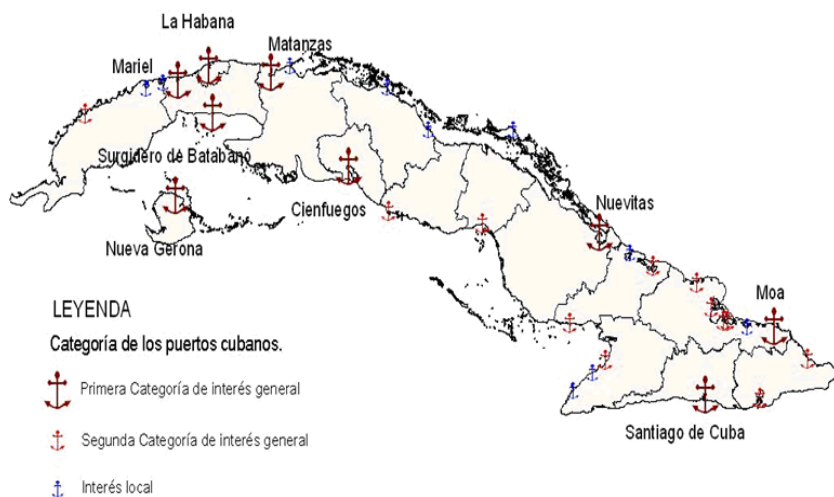 La Habana
Matanzas
Mariel
Surgidero de Batabanó
Cienfuegos
Nuevitas
Nueva Gerona
Moa
Santiago de Cuba
LEYENDA
Categoría de los puertos cubanos.
Primera Categoría de interés general
Segunda Categoría de interés general
Interés local